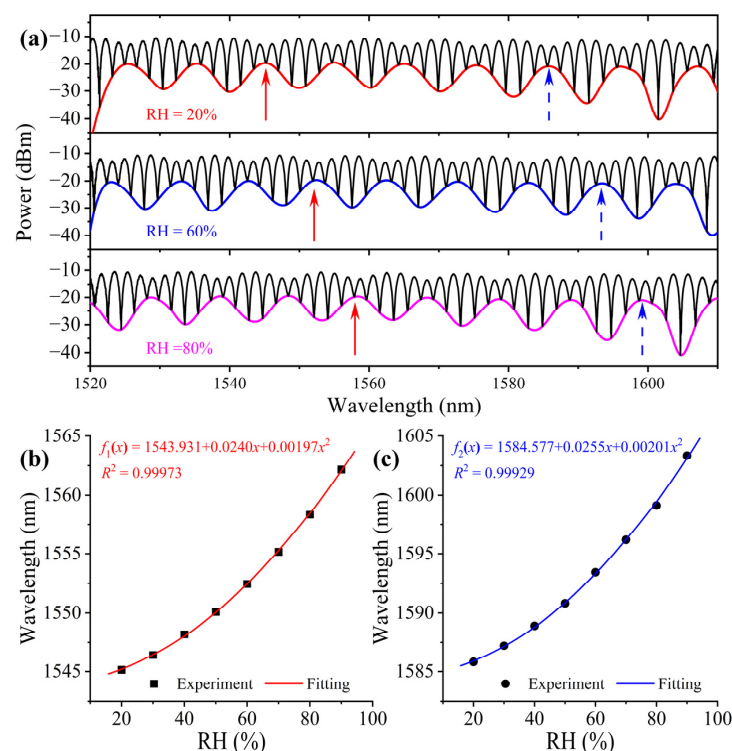 (a)
−10
−20
−30
−40
RH = 20%
−10
−20
−30
−40
RH = 60%
Power (dBm)
−10
−20
−30
−40
RH =80%
1520 1540 1560 1580 1600
Wavelength (nm)
(b)
f₁(x) = 1543.931+0.0240x+0.00197x²
R² = 0.99973
1565
1560
1555
1550
1545
Wavelength (nm)
Experiment Fitting
20 40 60 80 100
RH (%)
(c)
f₂(x) = 1584.577+0.0255x+0.00201x²
R² = 0.99929
1605
1600
1595
1590
1585
Wavelength (nm)
Experiment Fitting
20 40 60 80 100
RH (%)